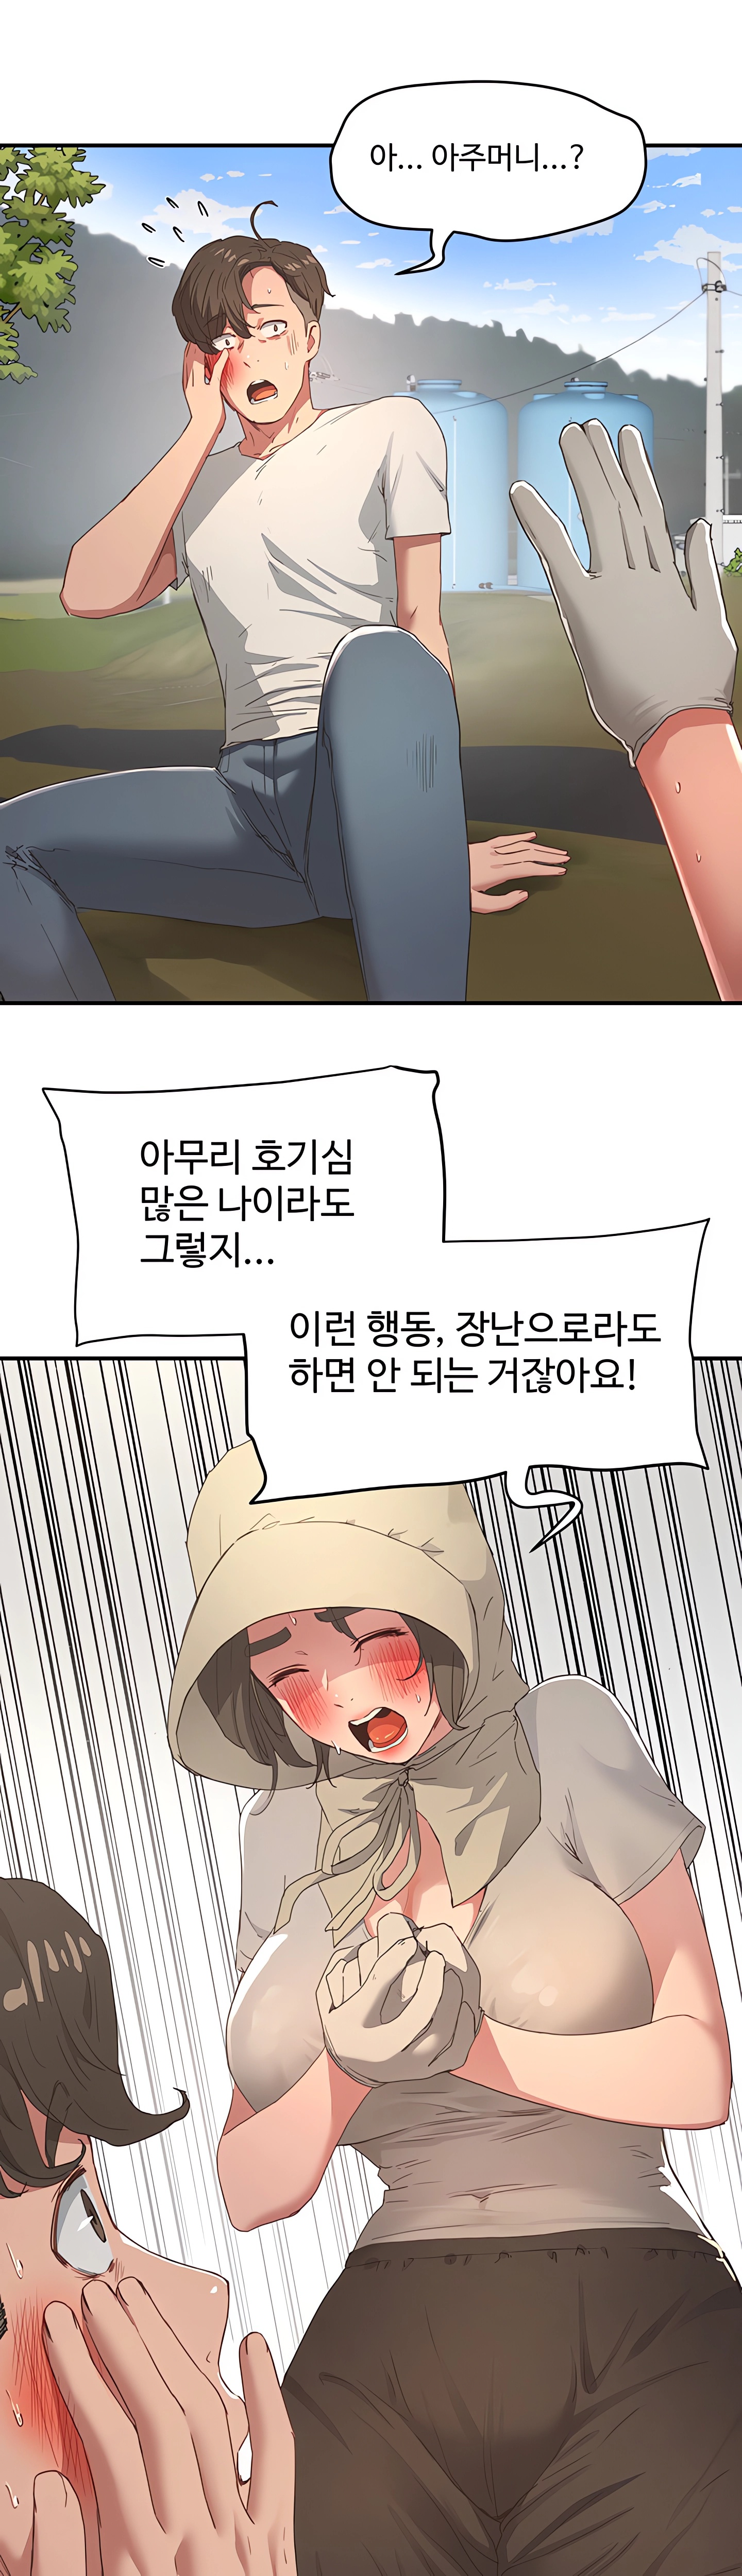 아... 아주머니...?
아무리 호기심
많은 나이라도
그렇지...
이런 행동, 장난으로라도
하면 안 되는 거잖아요!